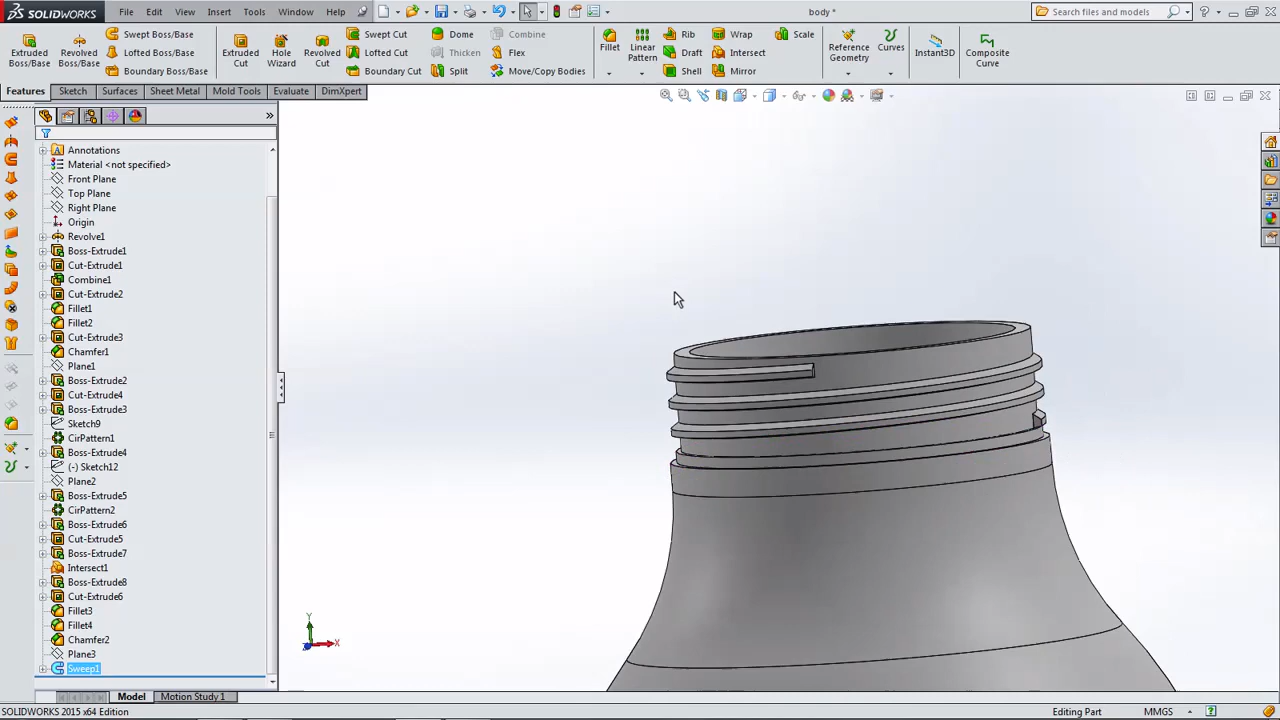 SOLIDWORKS File Edit View Insert Tools Window Help body * Search files and models
Extruded Boss/Base
Revolved Boss/Base
Swept Boss/Base
Lofted Boss/Base
Boundary Boss/Base
Extruded Cut
Hole Wizard
Revolved Cut
Swept Cut
Lofted Cut
Boundary Cut
Dome
Thicken
Split
Combine
Flex
Move/Copy Bodies
Fillet
Linear Pattern
Rib
Draft
Shell
Wrap
Intersect
Mirror
Scale
Reference Geometry
Curves
Instant3D
Composite Curve
Features Sketch Surfaces Sheet Metal Mold Tools Evaluate DimXpert
Annotations
Material <not specified>
Front Plane
Top Plane
Right Plane
Origin
Revolve1
Boss-Extrude1
Cut-Extrude1
Combine1
Cut-Extrude2
Fillet1
Fillet2
Cut-Extrude3
Chamfer1
Plane1
Boss-Extrude2
Cut-Extrude4
Boss-Extrude3
Sketch9
CirPattern1
Boss-Extrude4
(-) Sketch12
Plane2
Boss-Extrude5
CirPattern2
Boss-Extrude6
Cut-Extrude5
Boss-Extrude7
Intersect1
Boss-Extrude8
Cut-Extrude6
Fillet3
Fillet4
Chamfer2
Plane3
Sweep1
Y
X
Model Motion Study 1
SOLIDWORKS 2015 x64 Edition Editing Part MMGS